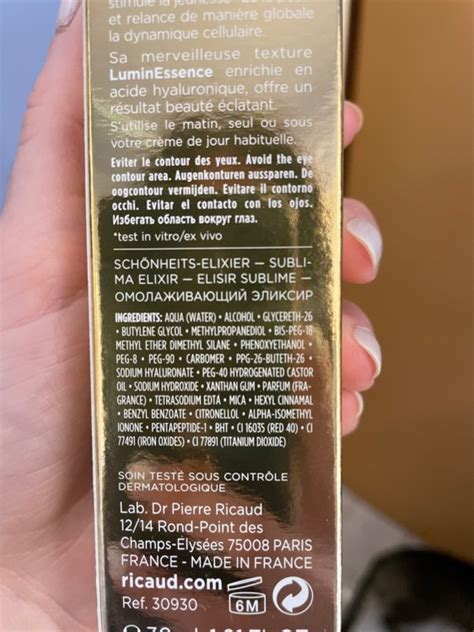 stimule la jeunesse* de la peau
et relance de manière globale
la dynamique cellulaire.
Sa merveilleuse texture
LuminEssence enrichie en
acide hyaluronique, offre un
résultat beauté éclatant.
S'utilise le matin, seul ou sous
votre crème de jour habituelle.
Eviter le contour des yeux. Avoid the eye
contour area. Augenkonturen aussparen. De
oogcontour vermijden. Evitare il contorno
occhi. Evitar el contacto con los ojos.
Избегать область вокруг глаз.
*test in vitro/ex vivo
SCHÖNHEITS-ELIXIER — SUBLI-
MA ELIXIR — ELISIR SUBLIME —
ОМОЛАЖИВАЮЩИЙ ЭЛИКСИР
INGREDIENTS: AQUA (WATER) • ALCOHOL • GLYCERETH-26
• BUTYLENE GLYCOL • METHYLPROPANEDIOL • BIS-PEG-18
METHYL ETHER DIMETHYL SILANE • PHENOXYETHANOL •
PEG-8 • PEG-90 • CARBOMER • PPG-26-BUTETH-26 •
SODIUM HYALURONATE • PEG-40 HYDROGENATED CASTOR
OIL • SODIUM HYDROXIDE • XANTHAN GUM • PARFUM (FRA-
GRANCE) • TETRASODIUM EDTA • MICA • HEXYL CINNAMAL
• BENZYL BENZOATE • CITRONELLOL • ALPHA-ISOMETHYL
IONONE • PENTAPEPTIDE-1 • BHT • CI 16035 (RED 40) • CI
77491 (IRON OXIDES) • CI 77891 (TITANIUM DIOXIDE)
SOIN TESTÉ SOUS CONTRÔLE
DERMATOLOGIQUE
Lab. Dr Pierre Ricaud
12/14 Rond-Point des
Champs-Élysées 75008 PARIS
FRANCE - MADE IN FRANCE
ricaud.com
6M
Ref. 30930